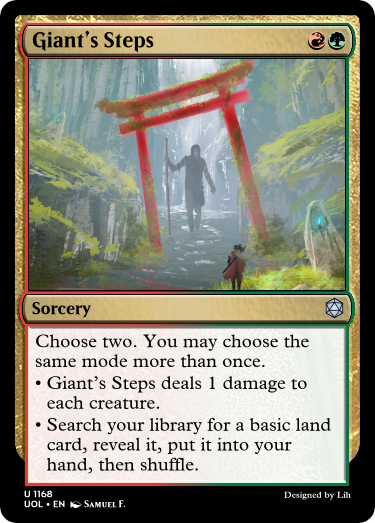 Giant's Steps
Sorcery
Choose two. You may choose the
same mode more than once.
• Giant's Steps deals 1 damage to
each creature.
• Search your library for a basic land
card, reveal it, put it into your
hand, then shuffle.
U 1168
UOL • EN SAMUEL F.
Designed by Lih